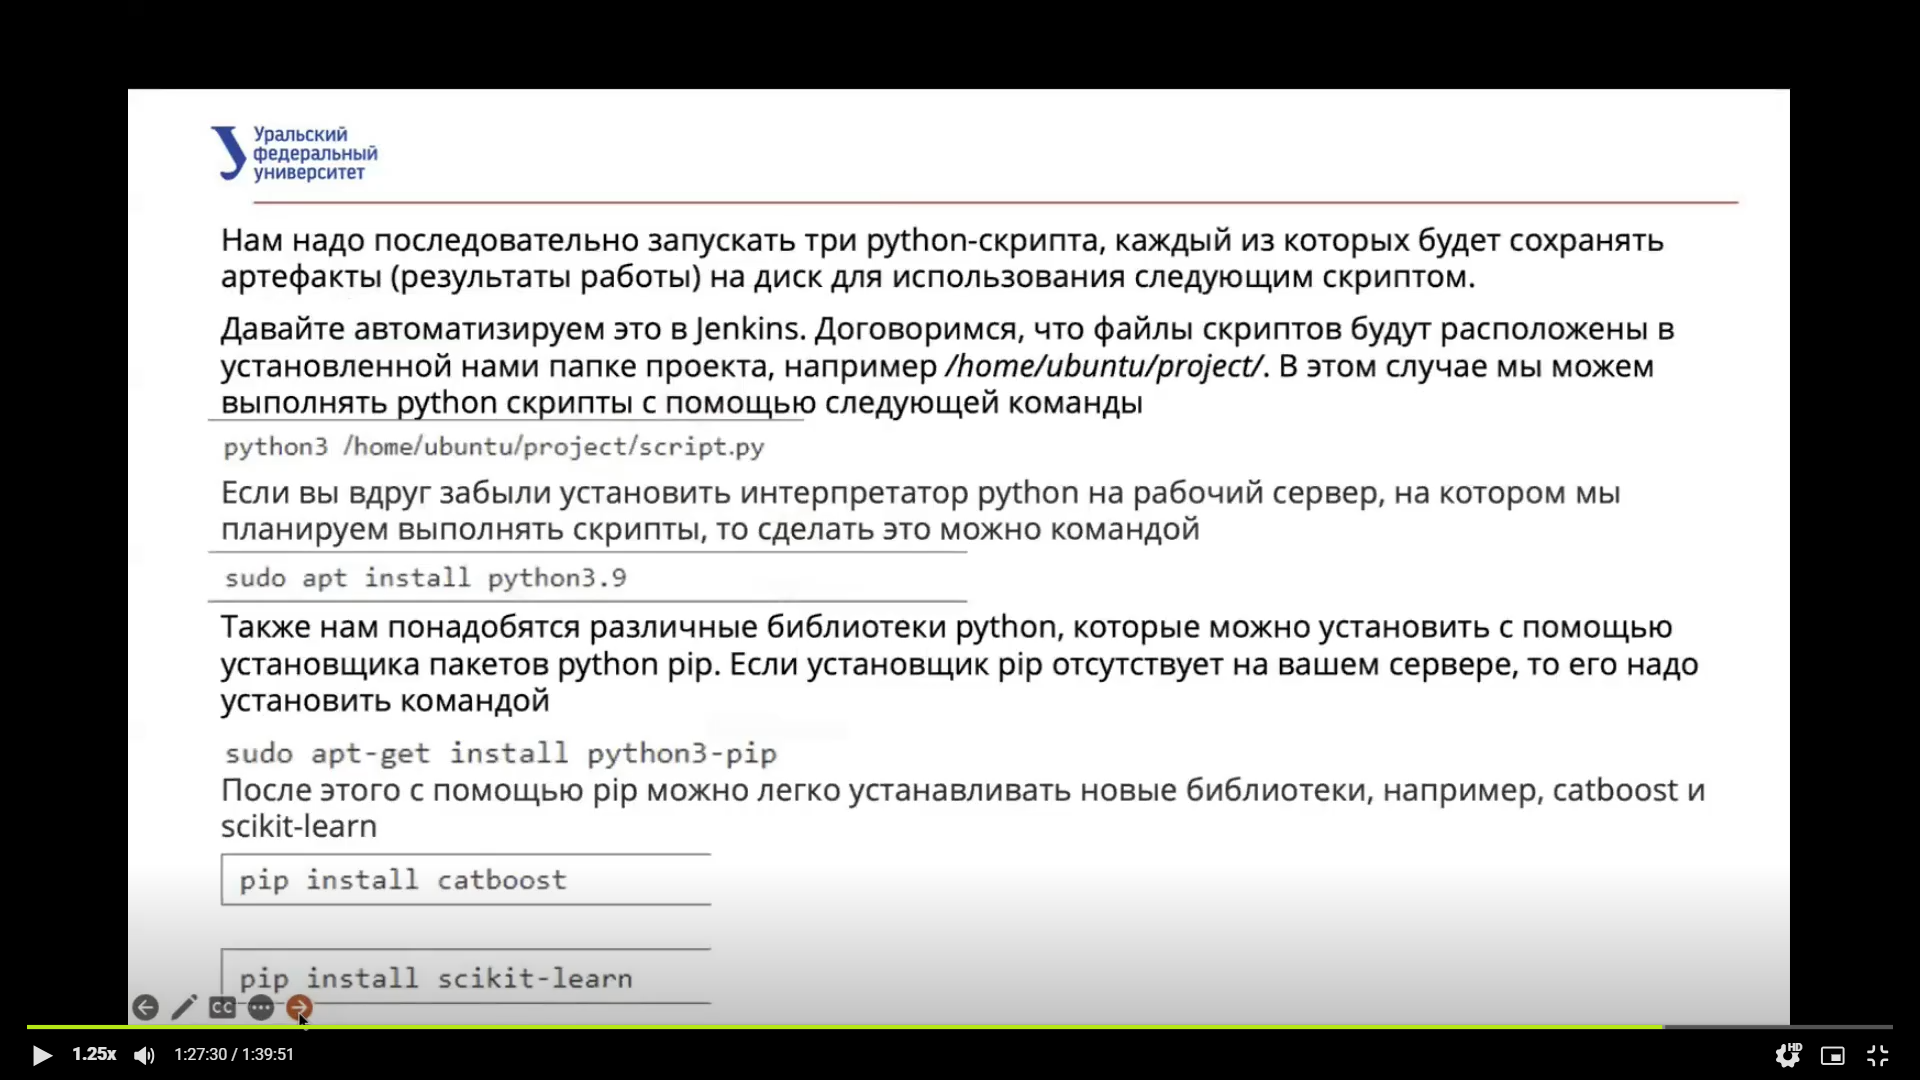 Уральский
федеральный
университет
Нам надо последовательно запускать три python-скрипта, каждый из которых будет сохранять
артефакты (результаты работы) на диск для использования следующим скриптом.
Давайте автоматизируем это в Jenkins. Договоримся, что файлы скриптов будут расположены в
установленной нами папке проекта, например /home/ubuntu/project/. В этом случае мы можем
выполнять python скрипты с помощью следующей команды
python3 /home/ubuntu/project/script.py
Если вы вдруг забыли установить интерпретатор python на рабочий сервер, на котором мы
планируем выполнять скрипты, то сделать это можно командой
sudo apt install python3.9
Также нам понадобятся различные библиотеки python, которые можно установить с помощью
установщика пакетов python pip. Если установщик pip отсутствует на вашем сервере, то его надо
установить командой
sudo apt-get install python3-pip
После этого с помощью pip можно легко устанавливать новые библиотеки, например, catboost и
scikit-learn
pip install catboost
pip install scikit-learn
CC
1.25x
1:27:30 / 1:39:51
HD